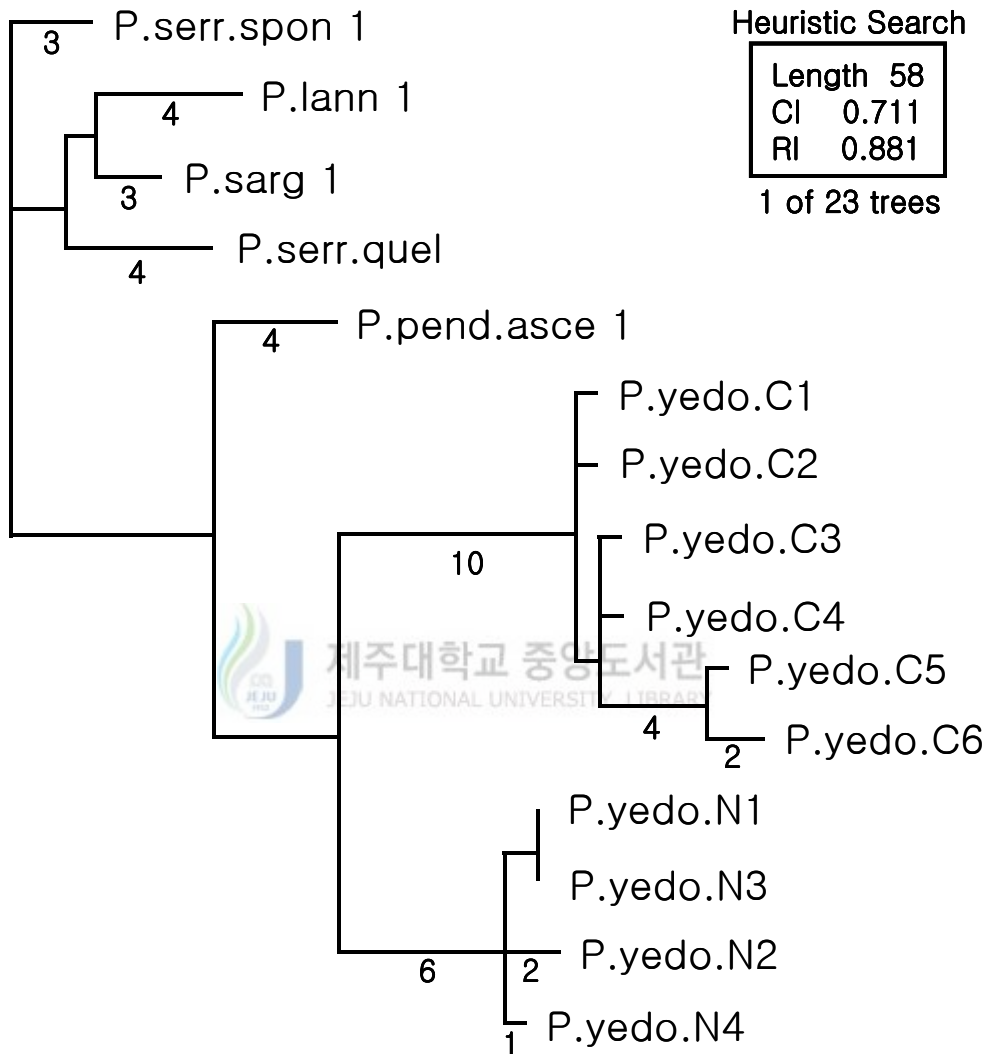 P.serr.spon 1
3
Heuristic Search
Length 58
CI 0.711
RI 0.881
1 of 23 trees
P.lann 1
4
P.sarg 1
3
P.serr.quel
4
P.pend.asce 1
4
P.yedo.C1
P.yedo.C2
P.yedo.C3
10
P.yedo.C4
제주대학교 중앙도서관
JEJU NATIONAL UNIVERSITY LIBRARY
JEJU
1952
P.yedo.C5
4
P.yedo.C6
2
P.yedo.N1
P.yedo.N3
P.yedo.N2
6
2
P.yedo.N4
1